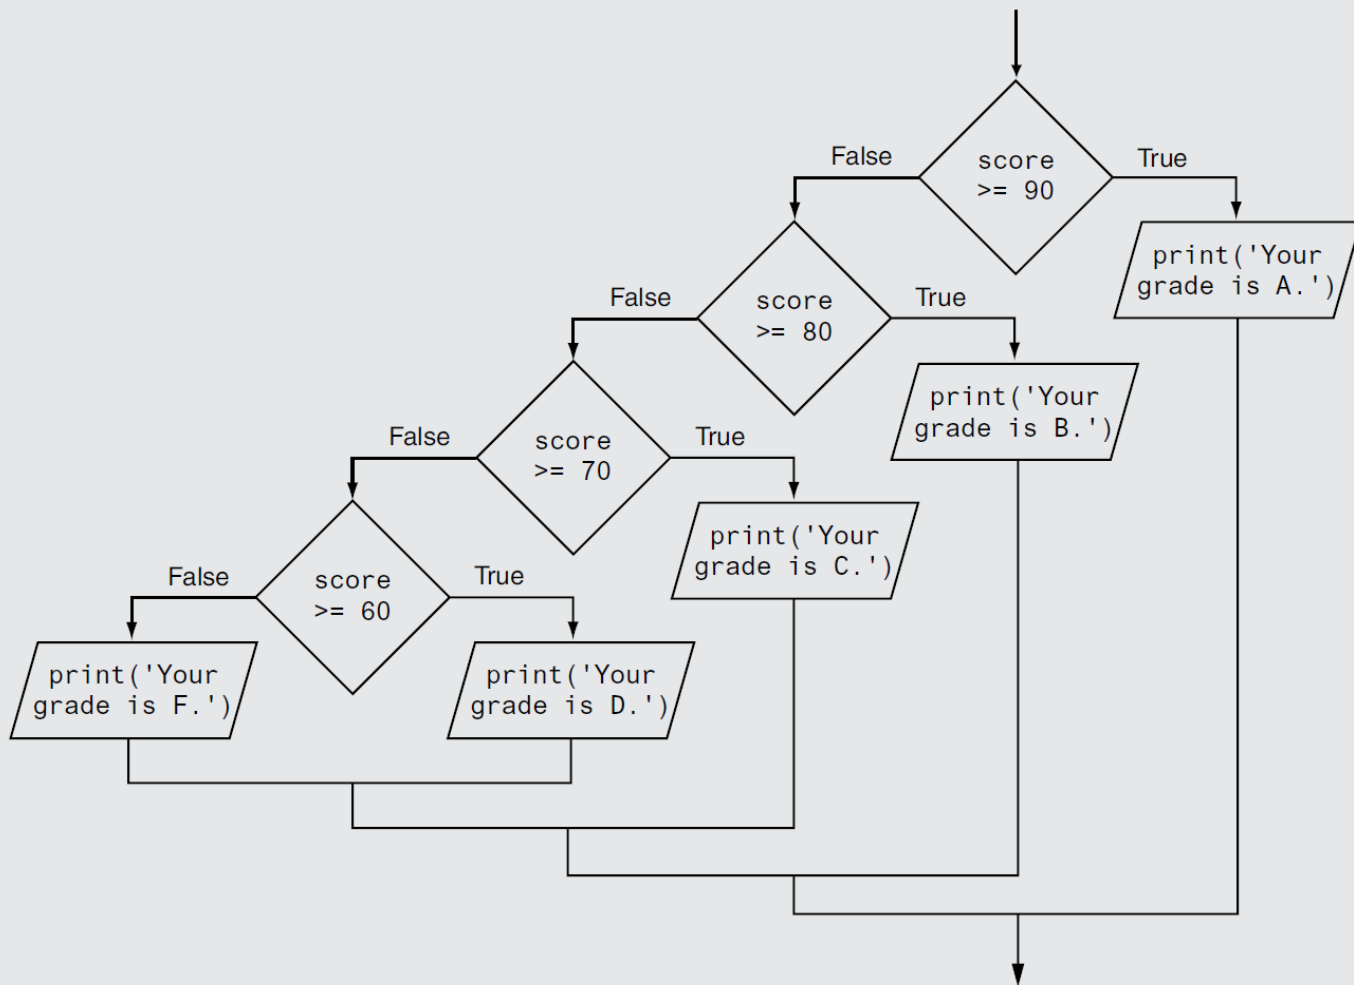 False
score
>= 90
True
print('Your
grade is A.')
False
score
>= 80
True
print('Your
grade is B.')
False
score
>= 70
True
print('Your
grade is C.')
False
score
>= 60
True
print('Your
grade is F.')
print('Your
grade is D.')